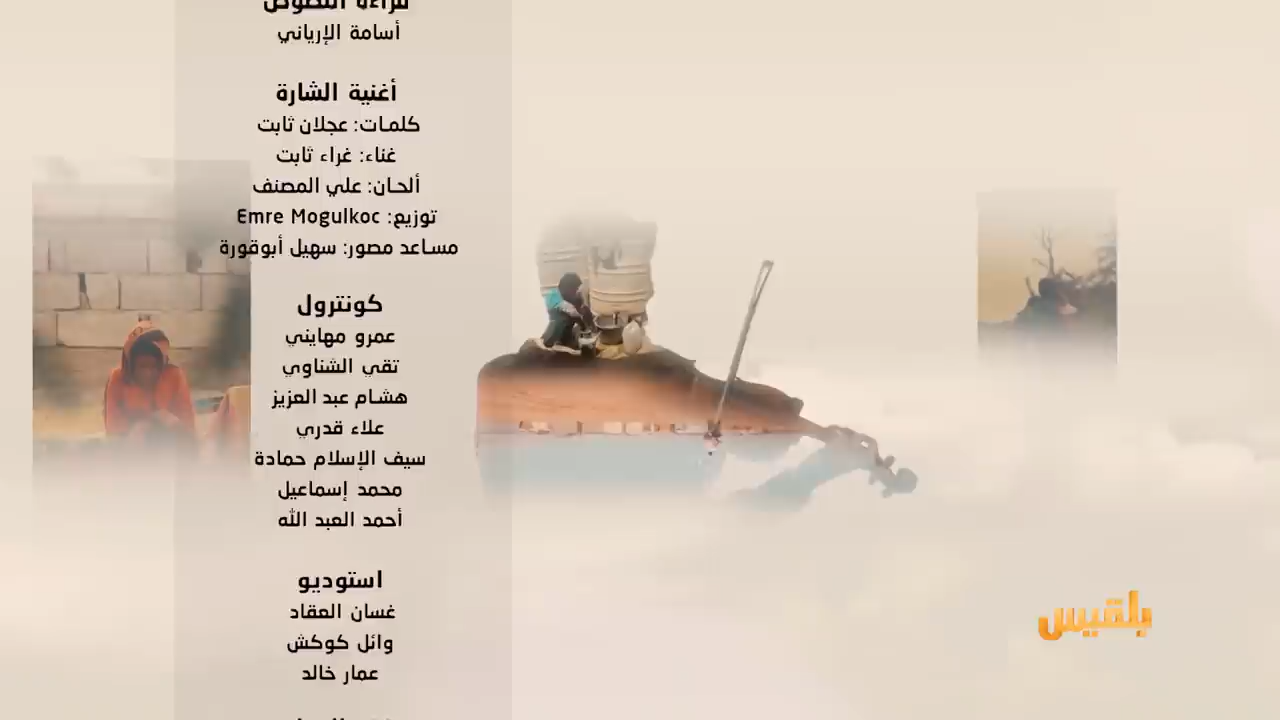 قراءة النصوص
أسامة الإرياني
أغنية الشارة
كلمات: عجلان ثابت
غناء: غراء ثابت
ألحان: علي المصنف
توزيع: Emre Mogulkoc
مساعد مصور: سهيل أبوقورة
كونترول
عمرو مهايني
تقي الشناوي
هشام عبد العزيز
علاء قدري
سيف الإسلام حمادة
محمد إسماعيل
أحمد العبد الله
استوديو
غسان العقاد
وائل كوكش
عمار خالد
بلقيس